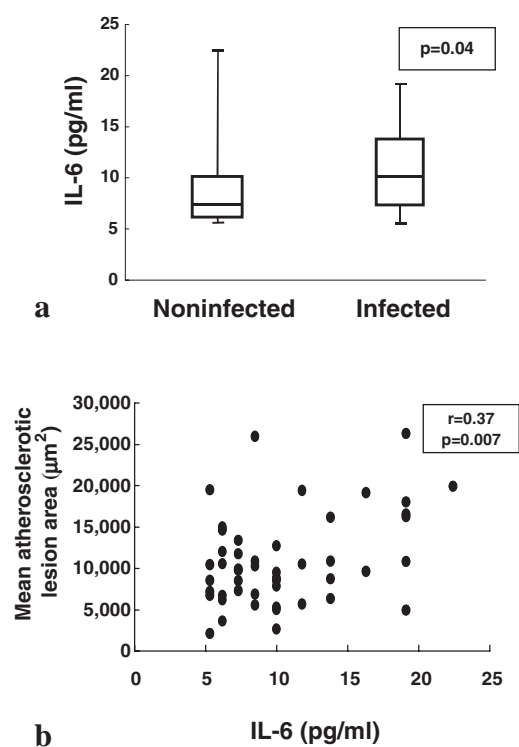 25
20
15
10
5
0
IL-6 (pg/ml)
p=0.04
Noninfected Infected
a
30,000
25,000
20,000
15,000
10,000
5,000
0
Mean atherosclerotic
lesion area (μm²)
r=0.37
p=0.007
0 5 10 15 20 25
IL-6 (pg/ml)
b